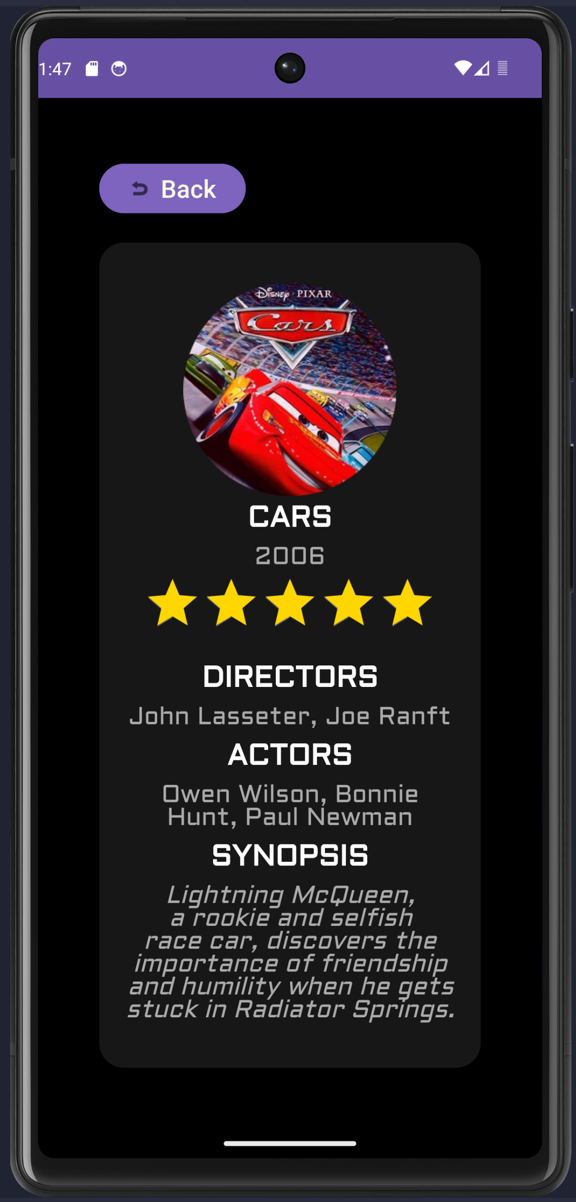 1:47
Back
Disney · PIXAR
Cars
CARS
2006
DIRECTORS
John Lasseter, Joe Ranft
ACTORS
Owen Wilson, Bonnie
Hunt, Paul Newman
SYNOPSIS
Lightning McQueen,
a rookie and selfish
race car, discovers the
importance of friendship
and humility when he gets
stuck in Radiator Springs.